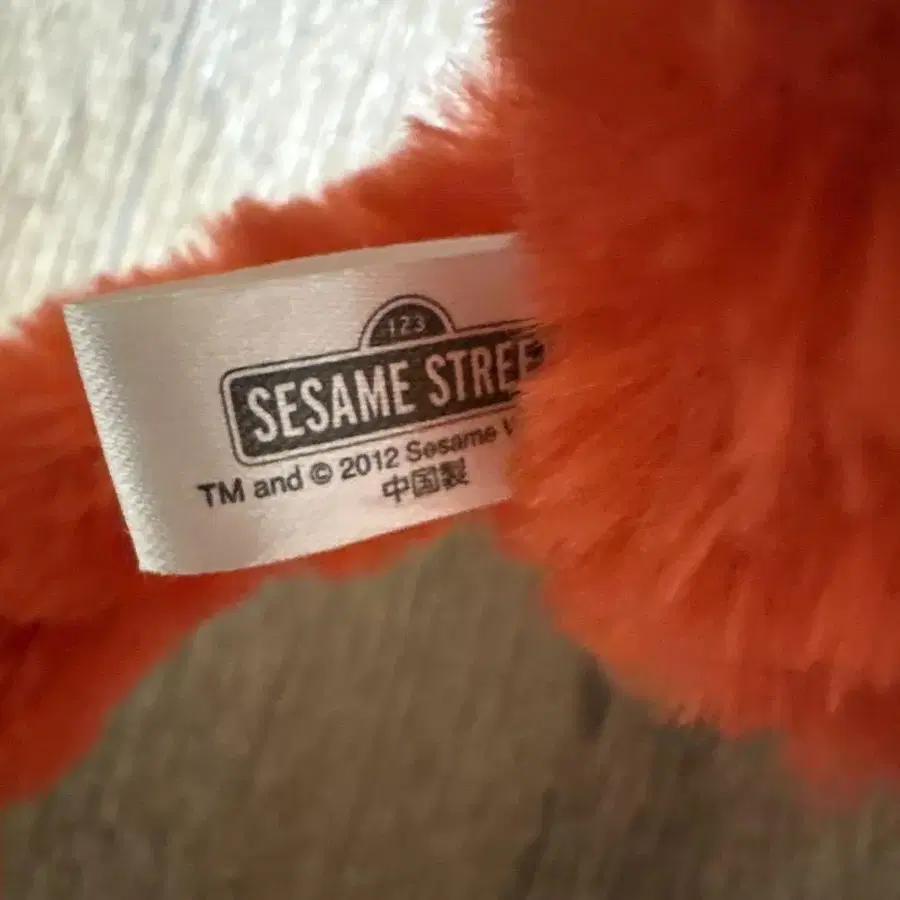 123
SESAME STREE
TM and © 2012 Sesame
中国製